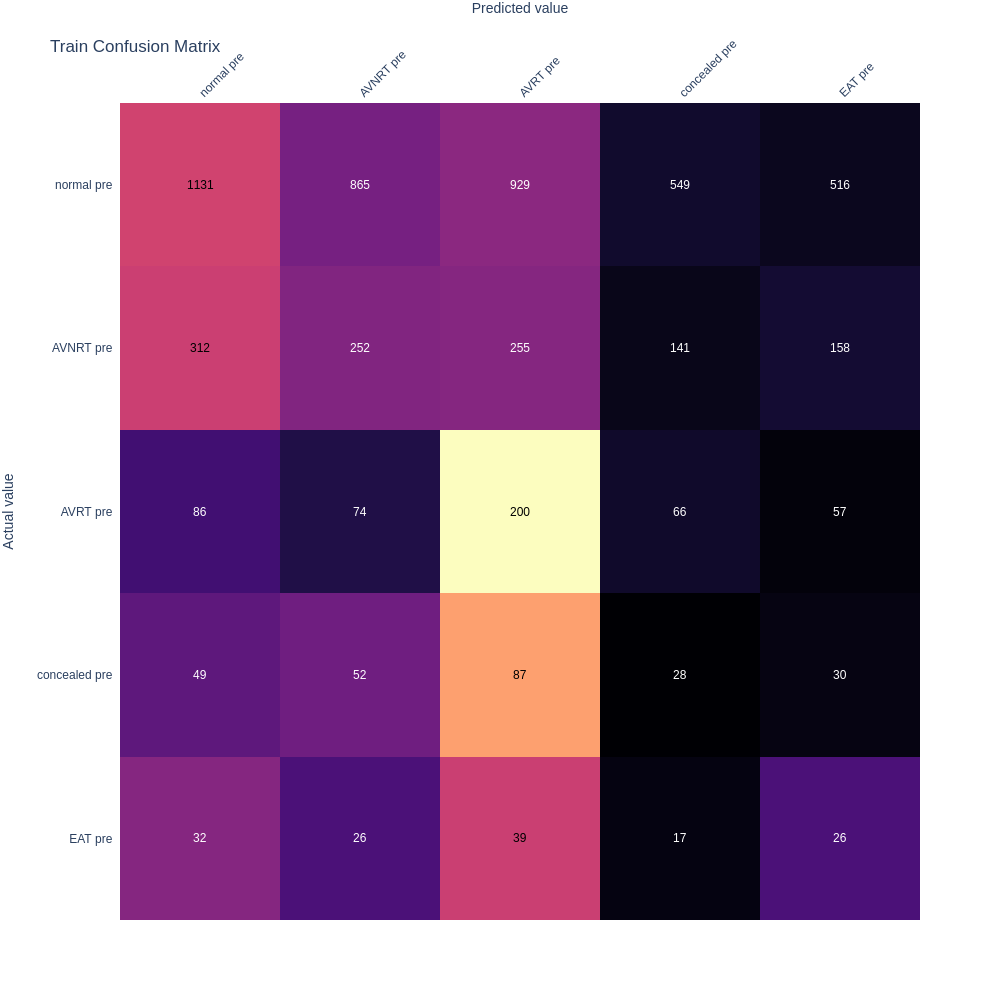 Predicted value
Train Confusion Matrix
normal pre
AVNRT pre
AVRT pre
concealed pre
EAT pre
Actual value
normal pre 1131 865 929 549 516
AVNRT pre 312 252 255 141 158
AVRT pre 86 74 200 66 57
concealed pre 49 52 87 28 30
EAT pre 32 26 39 17 26